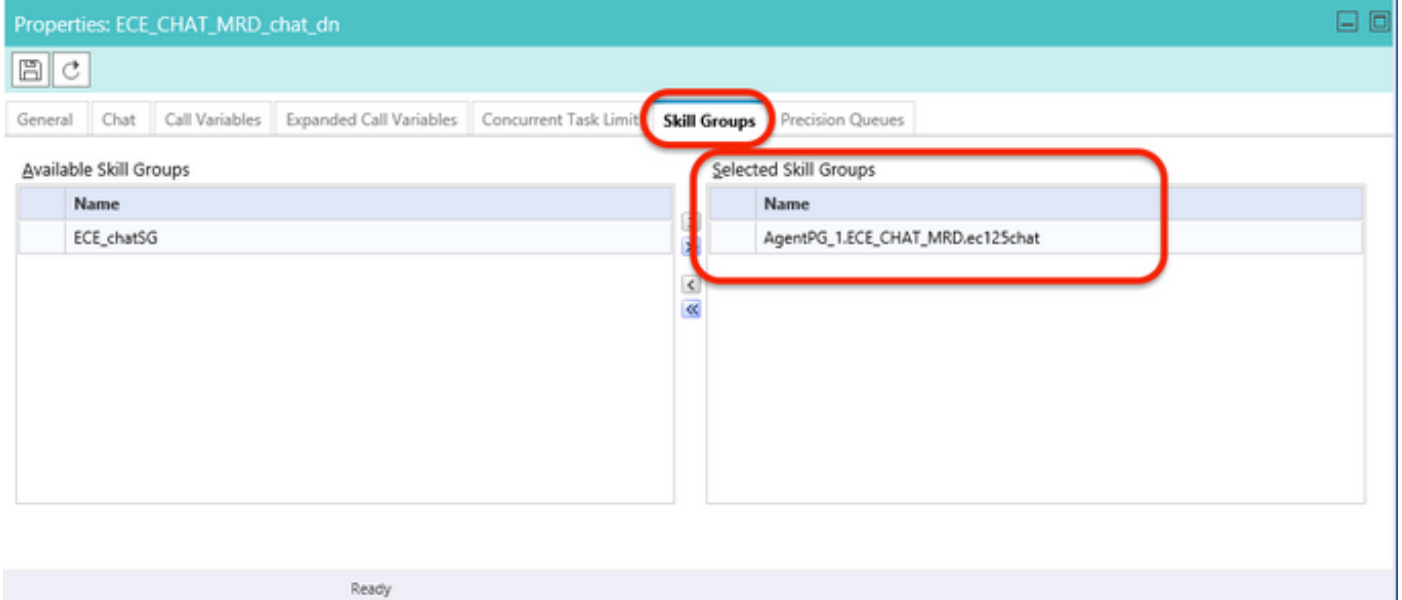 Properties: ECE_CHAT_MRD_chat_dn
General Chat Call Variables Expanded Call Variables Concurrent Task Limit Skill Groups Precision Queues
Available Skill Groups
Name
ECE_chatSG
Selected Skill Groups
Name
AgentPG_1.ECE_CHAT_MRD.ec125chat
Ready